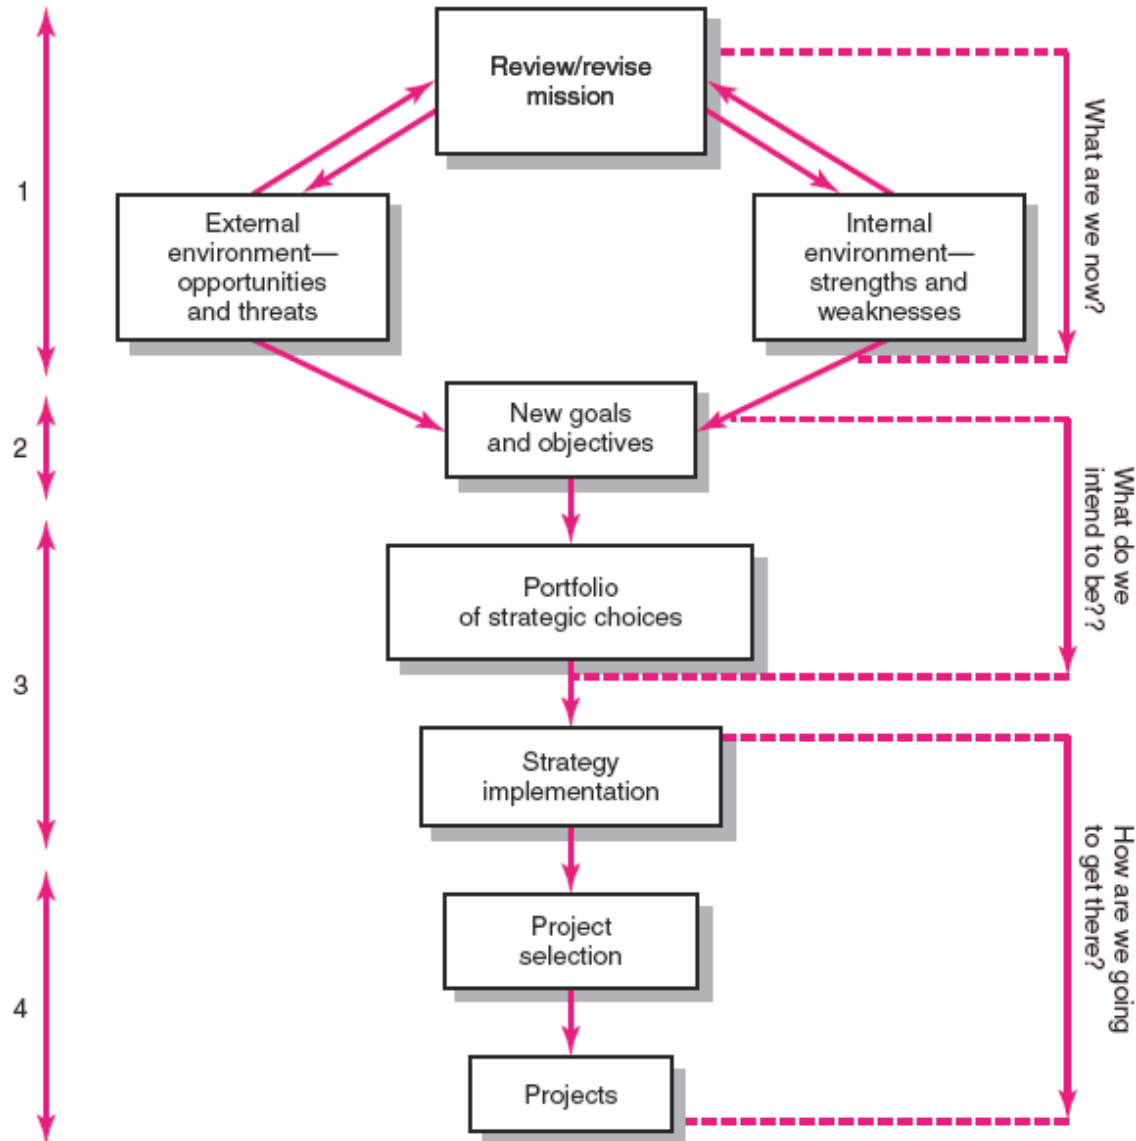 Review/revise
mission
What are we now?
1
External
environment—
opportunities
and threats
Internal
environment—
strengths and
weaknesses
2
New goals
and objectives
What do we
intend to be??
Portfolio
of strategic choices
3
Strategy
implementation
How are we going
to get there?
Project
selection
4
Projects